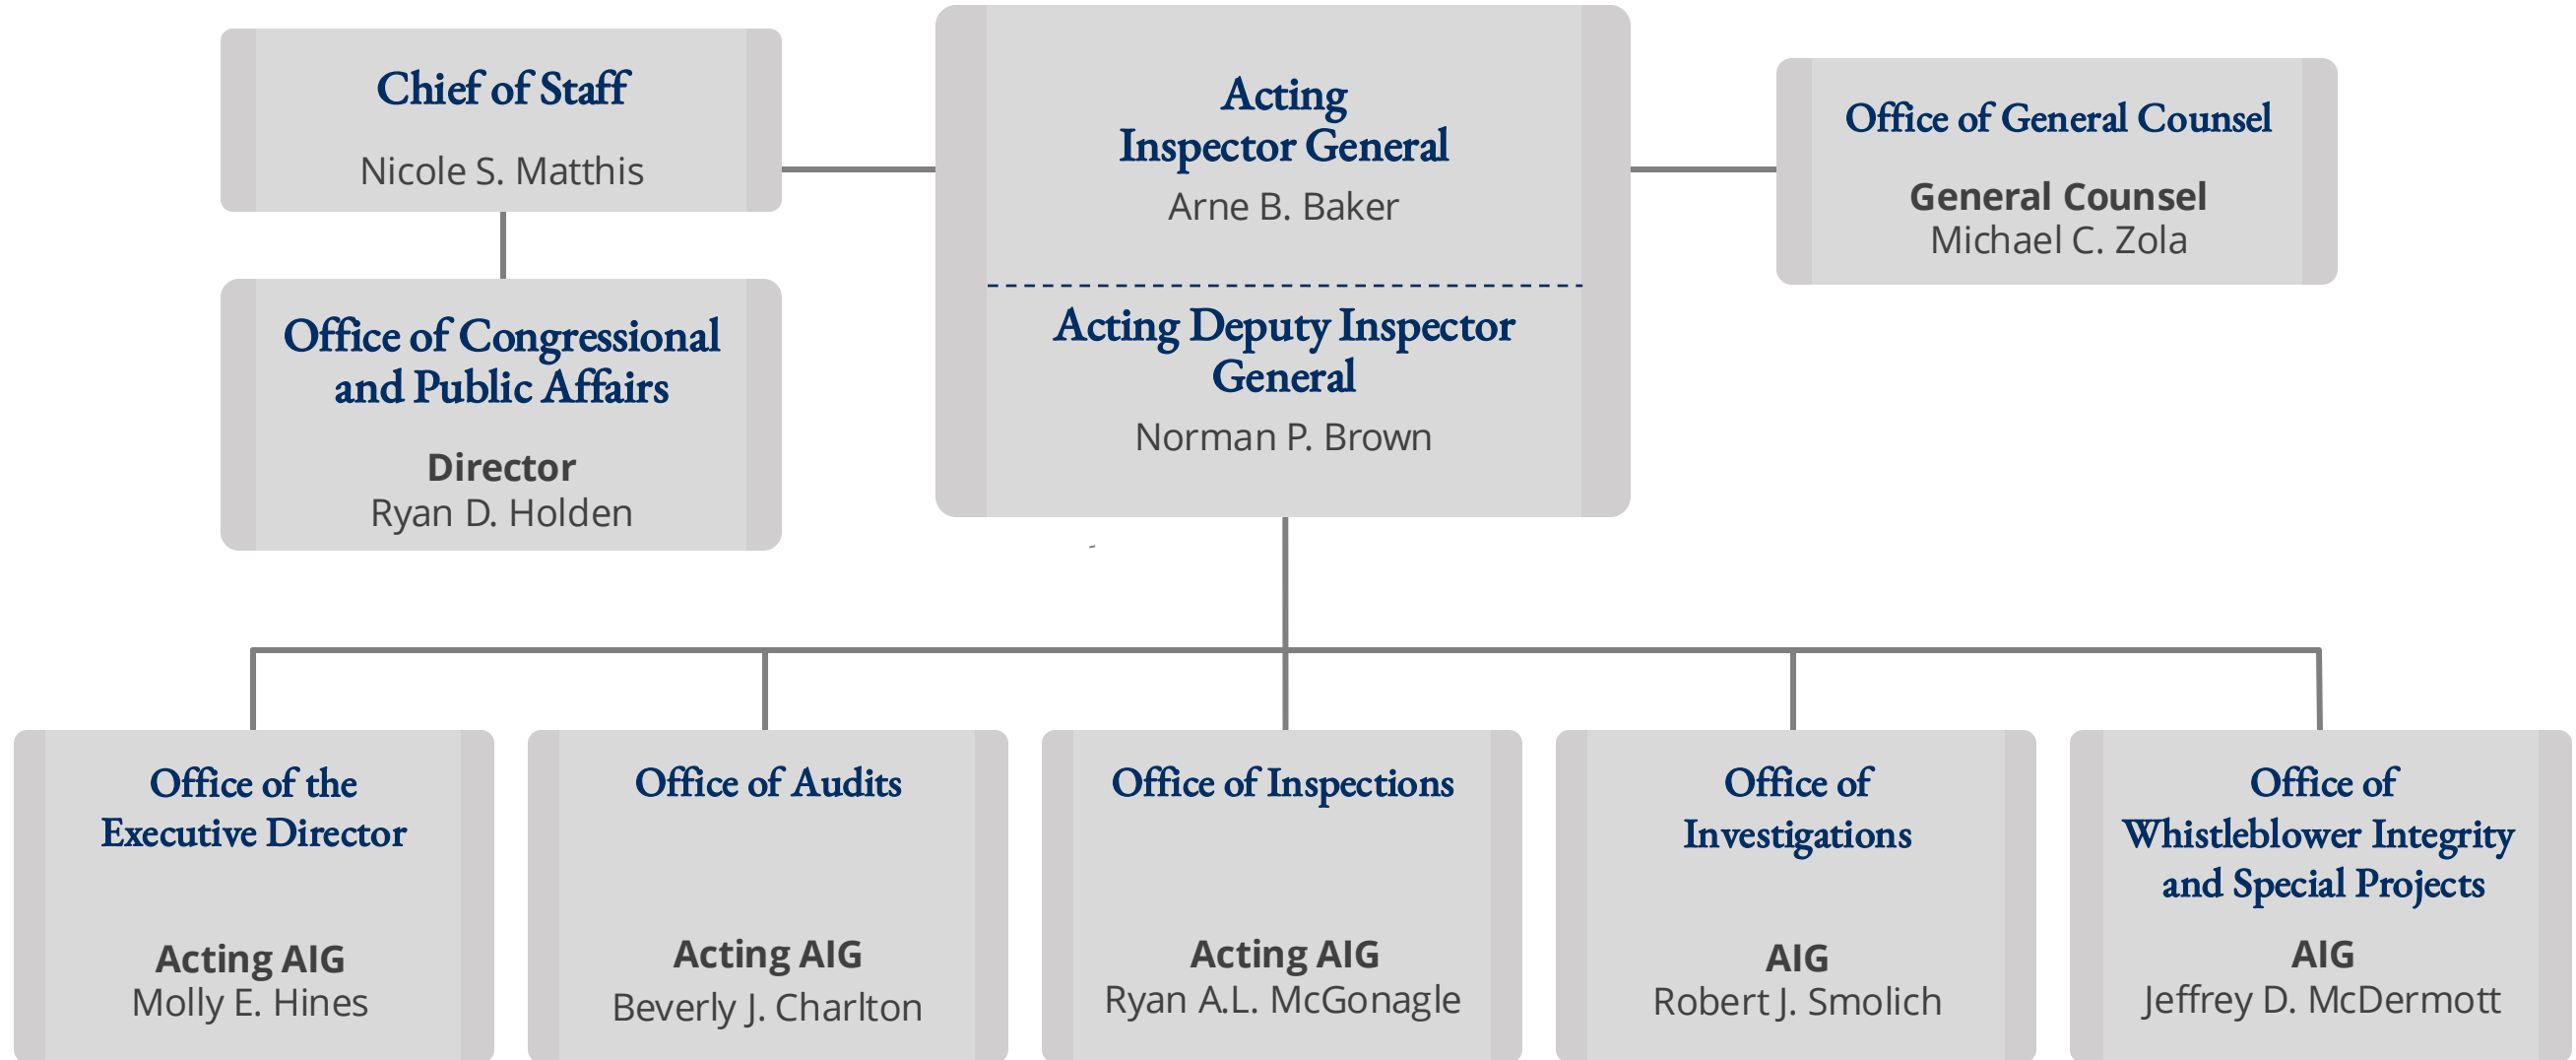 Chief of Staff
Nicole S. Matthis
Office of Congressional
and Public Affairs
Director
Ryan D. Holden
Acting
Inspector General
Arne B. Baker
Acting Deputy Inspector
General
Norman P. Brown
Office of General Counsel
General Counsel
Michael C. Zola
Office of the
Executive Director
Acting AIG
Molly E. Hines
Office of Audits
Acting AIG
Beverly J. Charlton
Office of Inspections
Acting AIG
Ryan A.L. McGonagle
Office of
Investigations
AIG
Robert J. Smolich
Office of
Whistleblower Integrity
and Special Projects
AIG
Jeffrey D. McDermott